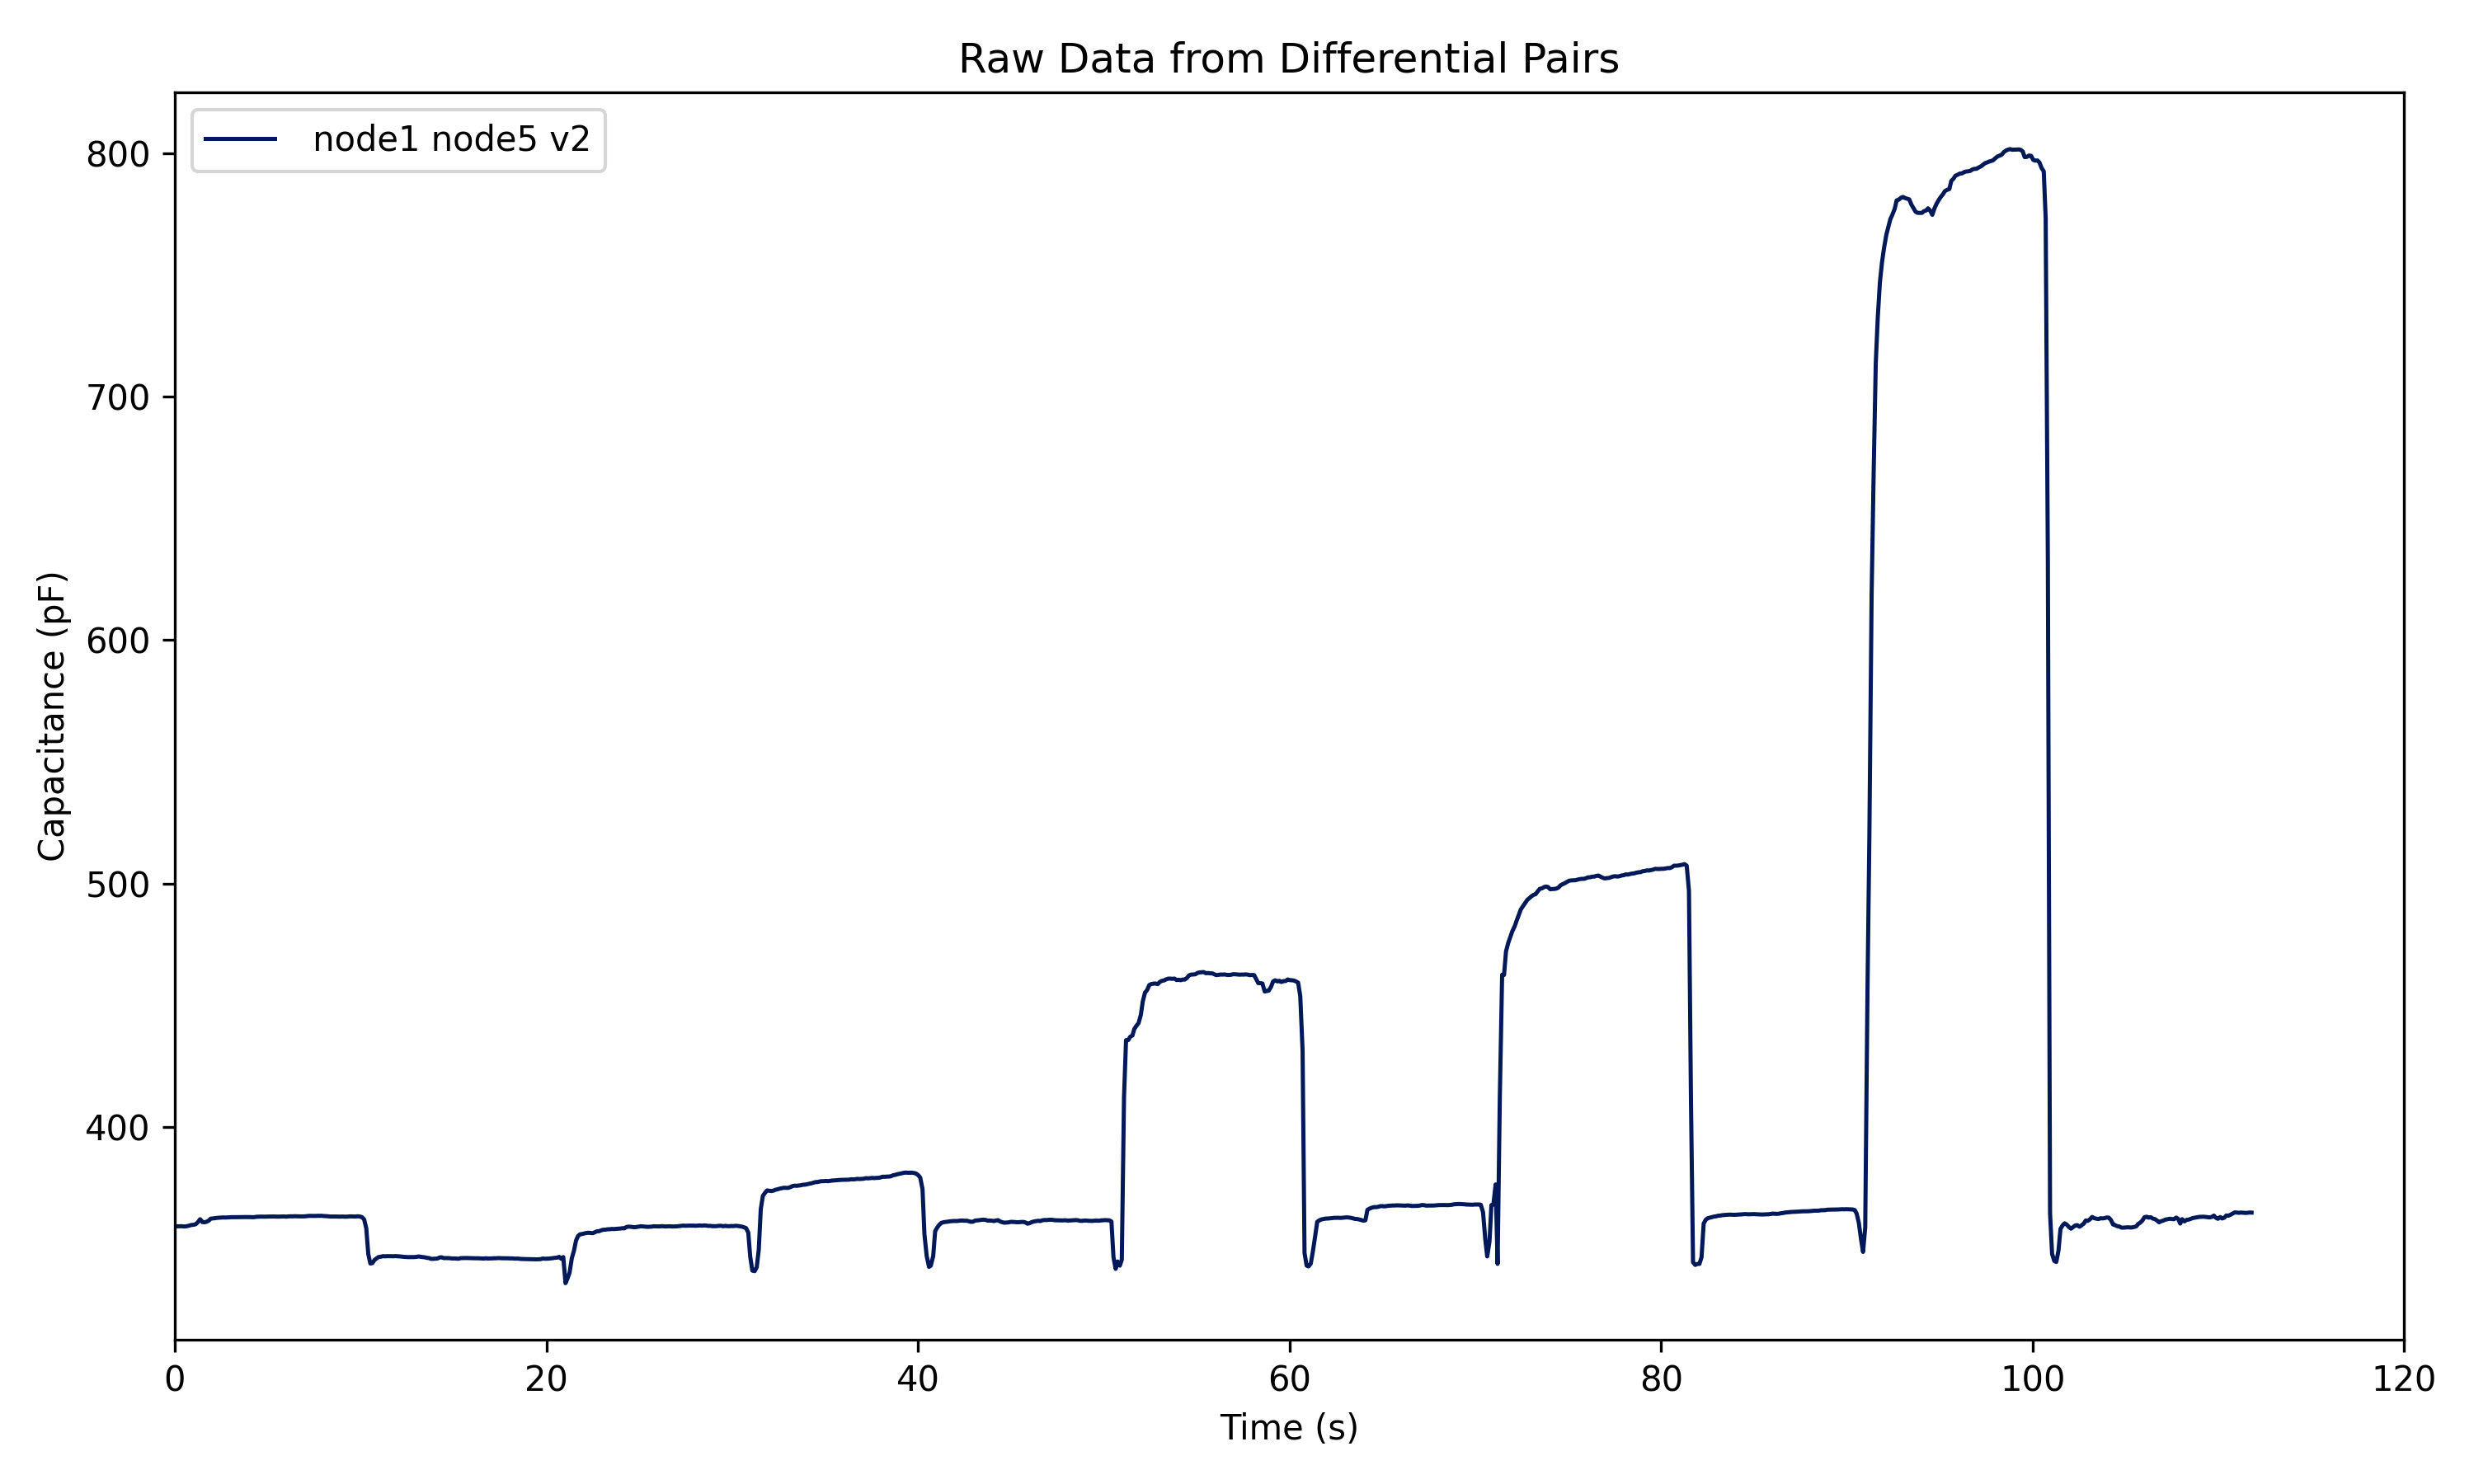 Raw Data from Differential Pairs
node1 node5 v2
800
700
600
500
400
Capacitance (pF)
0 20 40 60 80 100 120
Time (s)